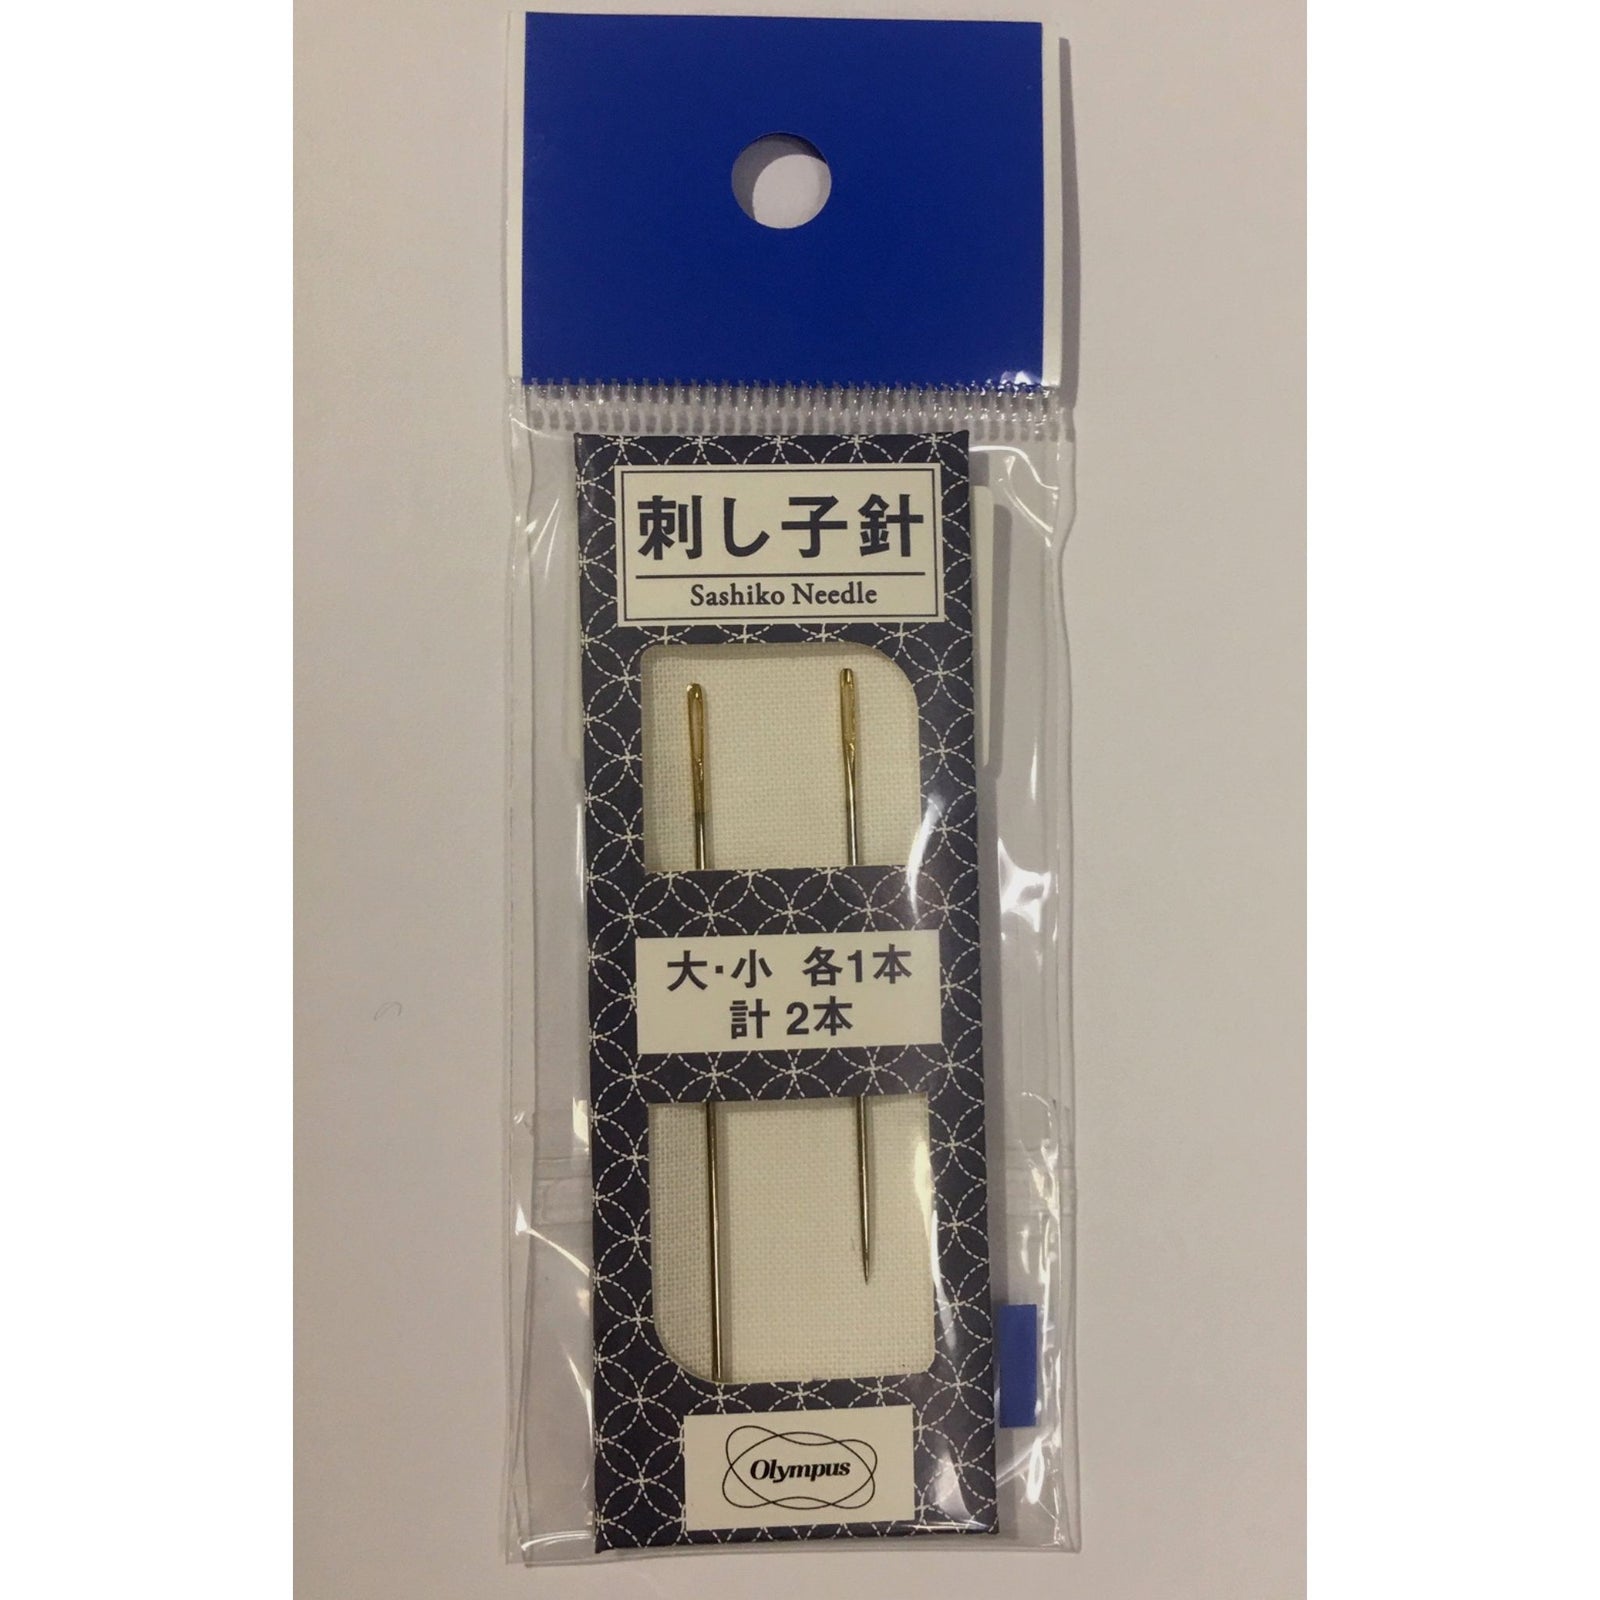 刺し子針
Sashiko Needle
大・小 各1本
計 2本
Olympus